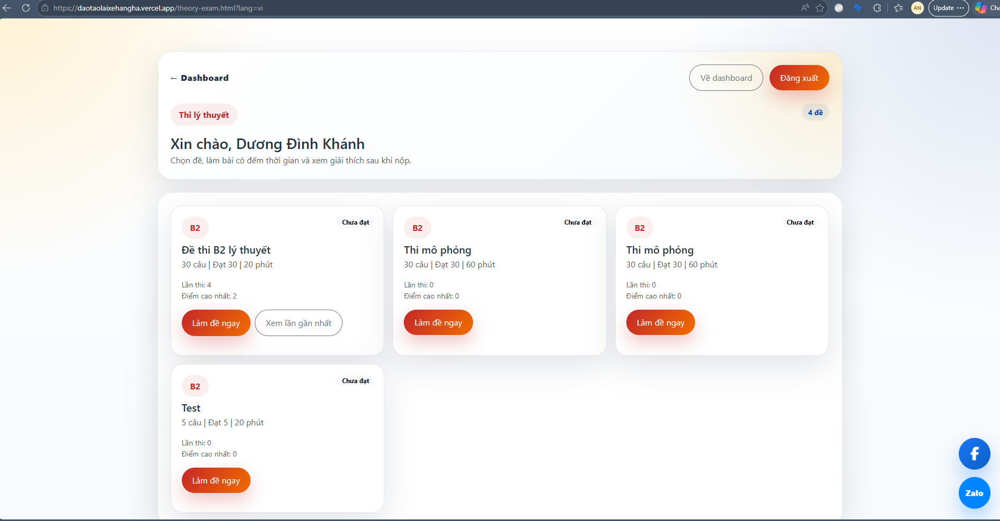 https://daotaolaixehangha.vercel.app/theory-exam.html?lang=vi
AN
Update
Cha
← Dashboard
Về dashboard
Đăng xuất
Thi lý thuyết
4 đề
Xin chào, Dương Đình Khánh
Chọn đề, làm bài có đếm thời gian và xem giải thích sau khi nộp.
B2
Chưa đạt
Đề thi B2 lý thuyết
30 câu | Đạt 30 | 20 phút
Lần thi: 4
Điểm cao nhất: 2
Làm đề ngay
Xem lần gần nhất
B2
Chưa đạt
Thi mô phỏng
30 câu | Đạt 30 | 60 phút
Lần thi: 0
Điểm cao nhất: 0
Làm đề ngay
B2
Chưa đạt
Thi mô phỏng
30 câu | Đạt 30 | 60 phút
Lần thi: 0
Điểm cao nhất: 0
Làm đề ngay
B2
Chưa đạt
Test
5 câu | Đạt 5 | 20 phút
Lần thi: 0
Điểm cao nhất: 0
Làm đề ngay
Zalo